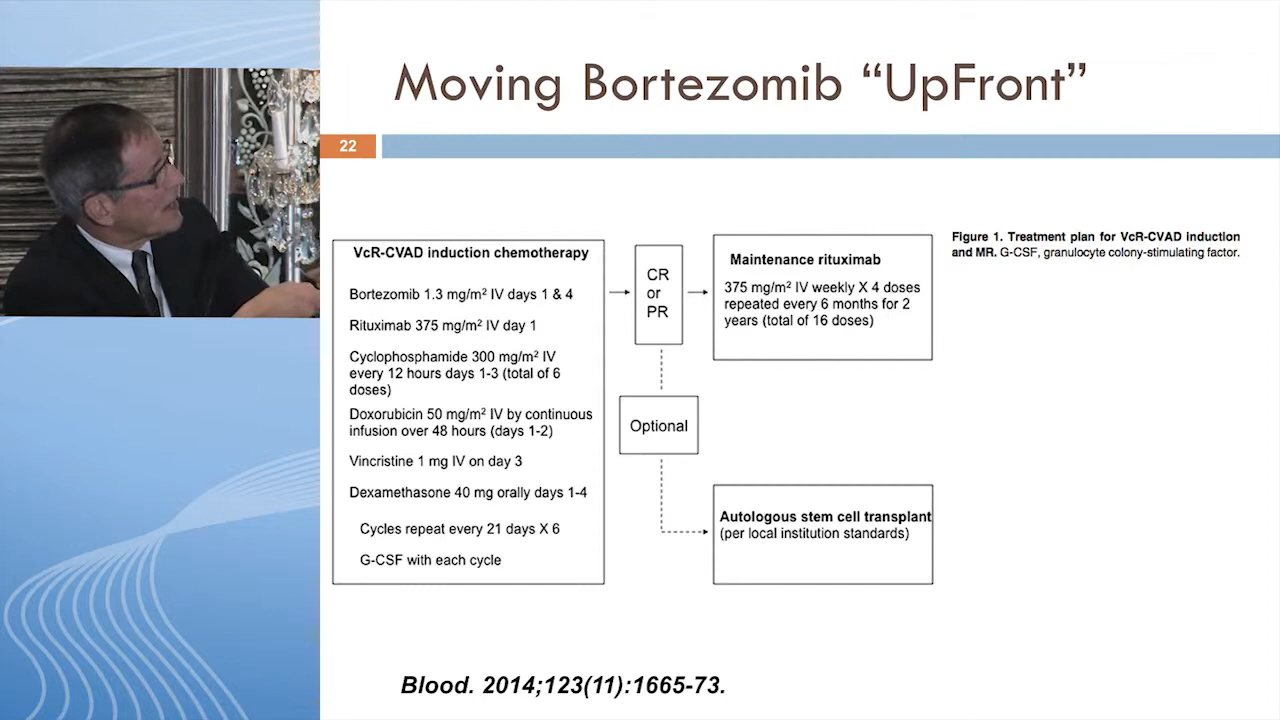 Moving Bortezomib “UpFront”
22
VcR-CVAD induction chemotherapy
Bortezomib 1.3 mg/m² IV days 1 & 4
Rituximab 375 mg/m² IV day 1
Cyclophosphamide 300 mg/m² IV
every 12 hours days 1-3 (total of 6
doses)
Doxorubicin 50 mg/m² IV by continuous
infusion over 48 hours (days 1-2)
Vincristine 1 mg IV on day 3
Dexamethasone 40 mg orally days 1-4
Cycles repeat every 21 days X 6
G-CSF with each cycle
CR
or
PR
Maintenance rituximab
375 mg/m² IV weekly X 4 doses
repeated every 6 months for 2
years (total of 16 doses)
Optional
Autologous stem cell transplant
(per local institution standards)
Figure 1. Treatment plan for VcR-CVAD induction
and MR. G-CSF, granulocyte colony-stimulating factor.
Blood. 2014;123(11):1665-73.